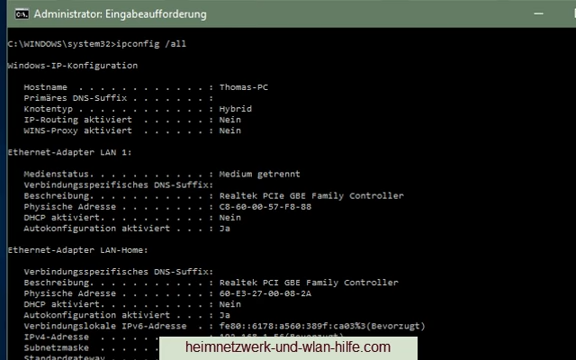 Administrator: Eingabeaufforderung
C:\WINDOWS\system32>ipconfig /all
Windows-IP-Konfiguration
Hostname . . . . . . . . . . . . : Thomas-PC
Primäres DNS-Suffix . . . . . . . :
Knotentyp . . . . . . . . . . . . : Hybrid
IP-Routing aktiviert . . . . . . : Nein
WINS-Proxy aktiviert . . . . . . : Nein
Ethernet-Adapter LAN 1:
Medienstatus. . . . . . . . . . . : Medium getrennt
Verbindungsspezifisches DNS-Suffix:
Beschreibung. . . . . . . . . . . : Realtek PCIe GBE Family Controller
Physische Adresse . . . . . . . . : C8-60-00-57-F8-88
DHCP aktiviert. . . . . . . . . . : Nein
Autokonfiguration aktiviert . . . : Ja
Ethernet-Adapter LAN-Home:
Verbindungsspezifisches DNS-Suffix:
Beschreibung. . . . . . . . . . . : Realtek PCI GBE Family Controller
Physische Adresse . . . . . . . . : 60-E3-27-00-08-2A
DHCP aktiviert. . . . . . . . . . : Nein
Autokonfiguration aktiviert . . . : Ja
Verbindungslokale IPv6-Adresse . : fe80::6178:a560:389f:ca03%3(Bevorzugt)
IPv4-Adresse
Subnetzmaske
Standardgateway
heimnetzwerk-und-wlan-hilfe.com